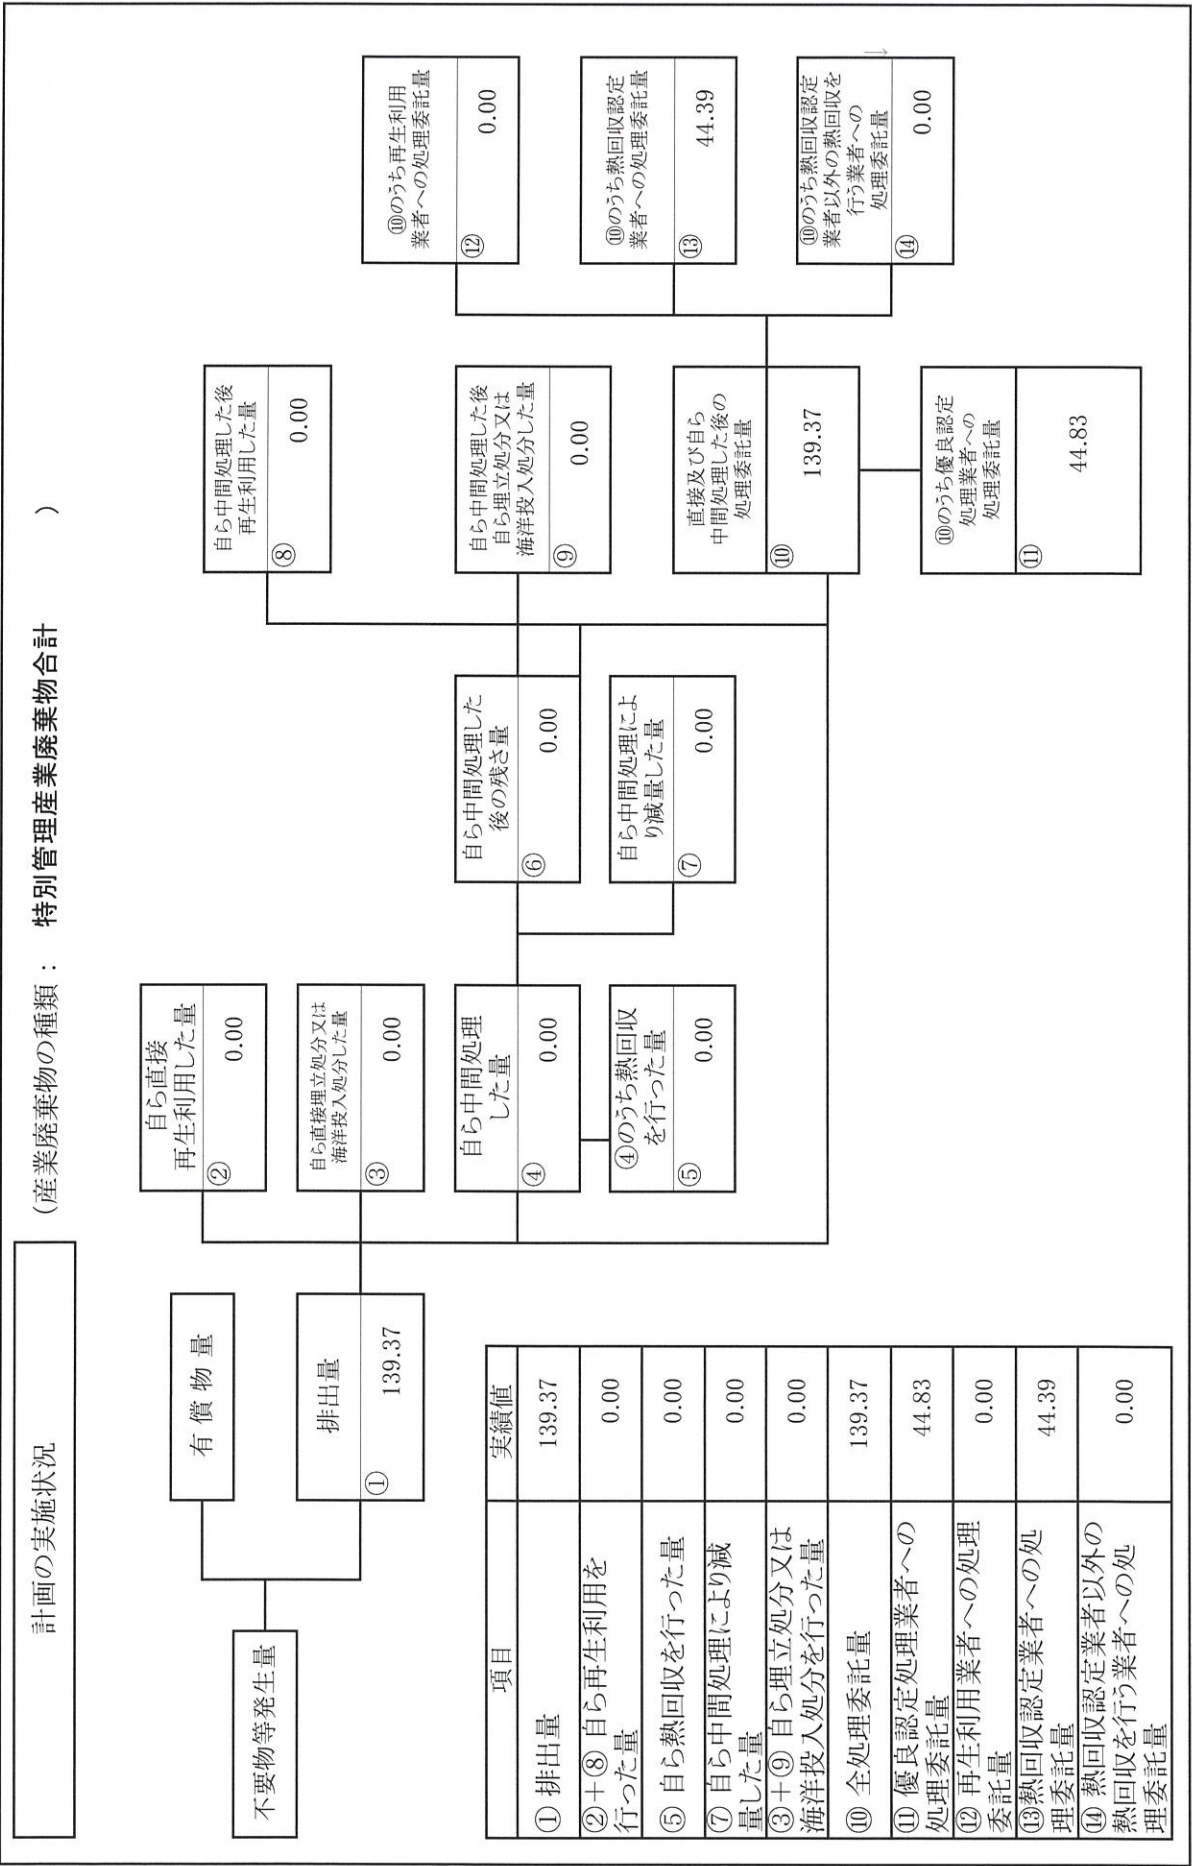 計画の実施状況
(産業廃棄物の種類： 特別管理産業廃棄物合計 )
不要物等発生量
有償物量
排出量
① 139.37
自ら直接
再生利用した量
② 0.00
自ら直接埋立処分又は
海洋投入処分した量
③ 0.00
自ら中間処理
した量
④ 0.00
④のうち熱回収
を行った量
⑤ 0.00
自ら中間処理した
後の残さ量
⑥ 0.00
自ら中間処理によ
り減量した量
⑦ 0.00
自ら中間処理した後
再生利用した量
⑧ 0.00
自ら中間処理した後
自ら埋立処分又は
海洋投入処分した量
⑨ 0.00
直接及び自ら
中間処理した後の
処理委託量
⑩ 139.37
⑩のうち優良認定
処理業者への
処理委託量
⑪ 44.83
⑩のうち再生利用
業者への処理委託量
⑫ 0.00
⑩のうち熱回収認定
業者への処理委託量
⑬ 44.39
⑩のうち熱回収認定
業者以外の熱回収を
行う業者への
処理委託量
⑭ 0.00
項目 実績値
① 排出量 139.37
②＋⑧ 自ら再生利用を
行った量 0.00
⑤ 自ら熱回収を行った量 0.00
⑦ 自ら中間処理により減
量した量 0.00
③＋⑨ 自ら埋立処分又は
海洋投入処分を行った量 0.00
⑩ 全処理委託量 139.37
⑪ 優良認定処理業者への
処理委託量 44.83
⑫ 再生利用業者への処理
委託量 0.00
⑬熱回収認定業者への処
理委託量 44.39
⑭ 熱回収認定業者以外の
熱回収を行う業者への処
理委託量 0.00